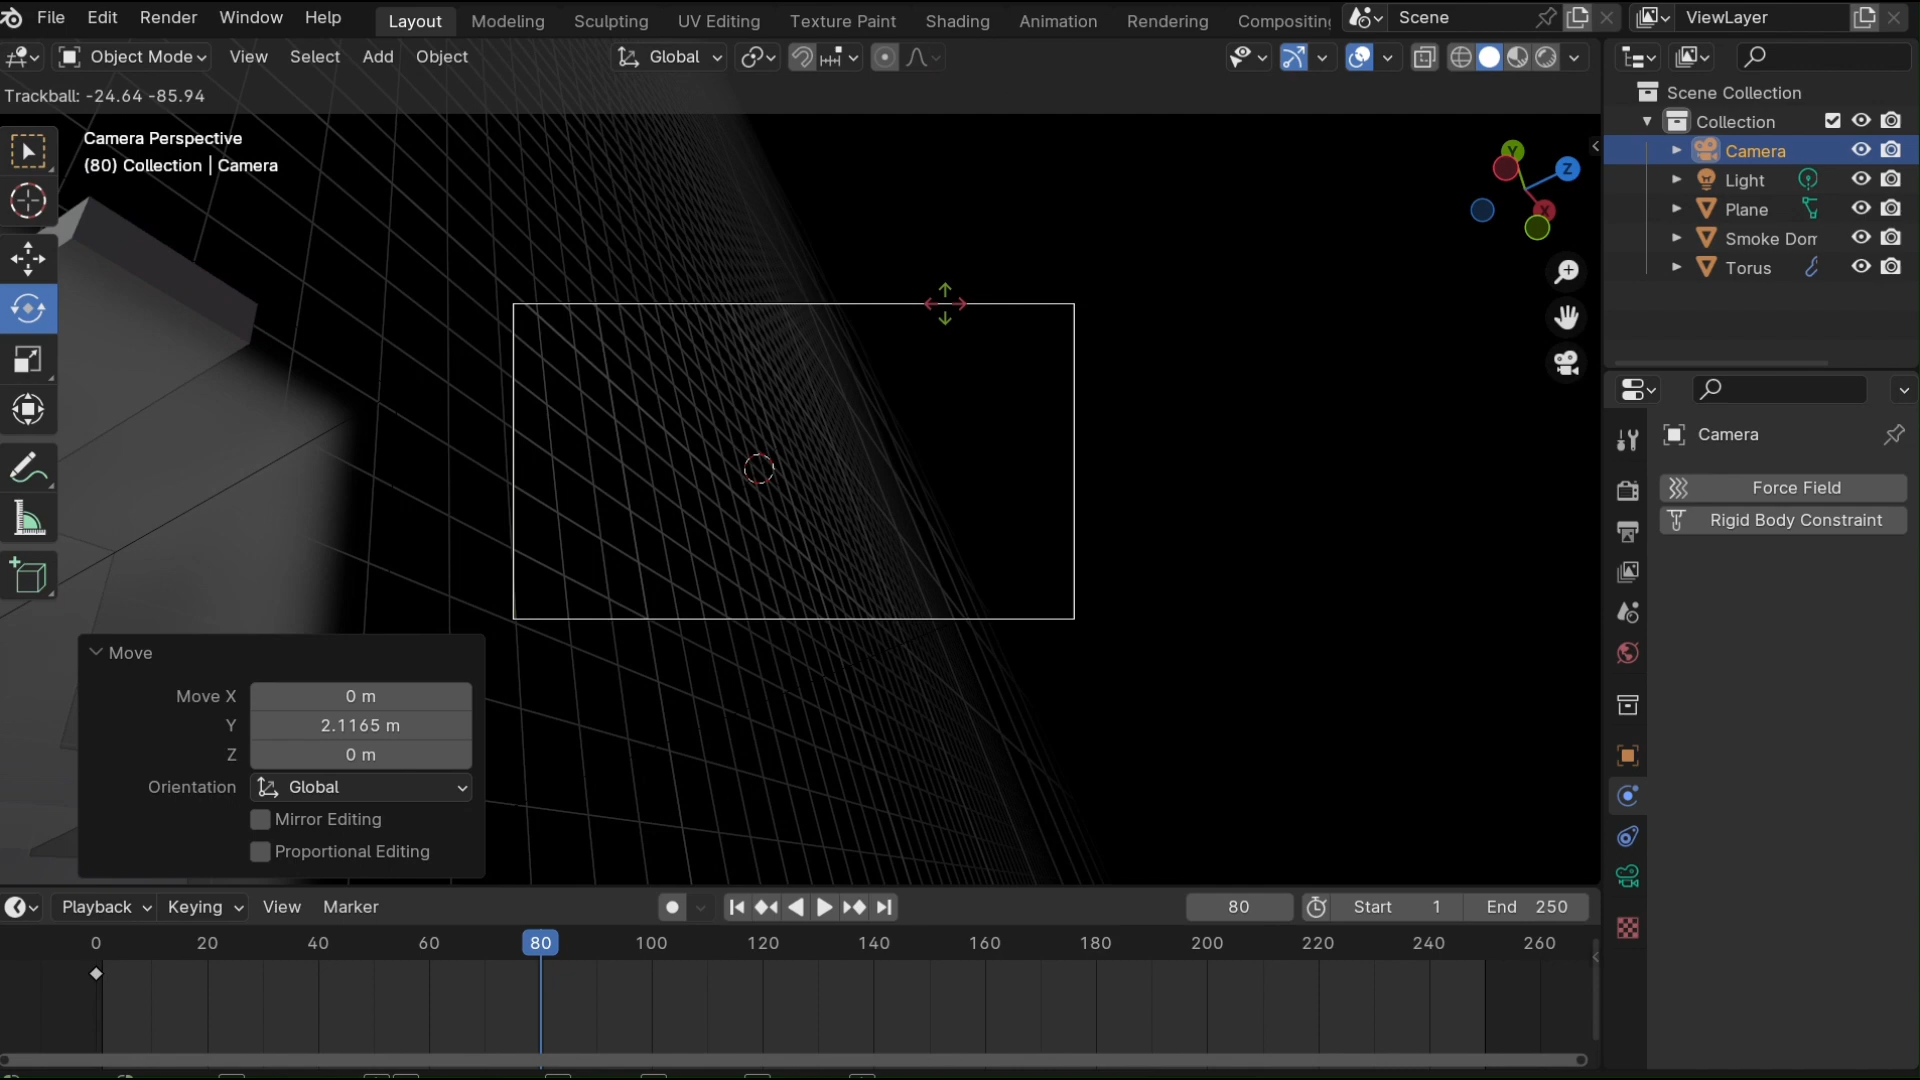 File Edit Render Window Help Layout Modeling Sculpting UV Editing Texture Paint Shading Animation Rendering Compositing Scene ViewLayer
Object Mode View Select Add Object Global
Trackball: -24.64 -85.94
Camera Perspective
(80) Collection | Camera
Y
Z
X
Scene Collection
Collection
Camera
Light
Plane
Smoke Dom
Torus
Camera
Force Field
Rigid Body Constraint
Move
Move X 0 m
Y 2.1165 m
Z 0 m
Orientation Global
Mirror Editing
Proportional Editing
Playback Keying View Marker 80 Start 1 End 250
0 20 40 60 80 100 120 140 160 180 200 220 240 260